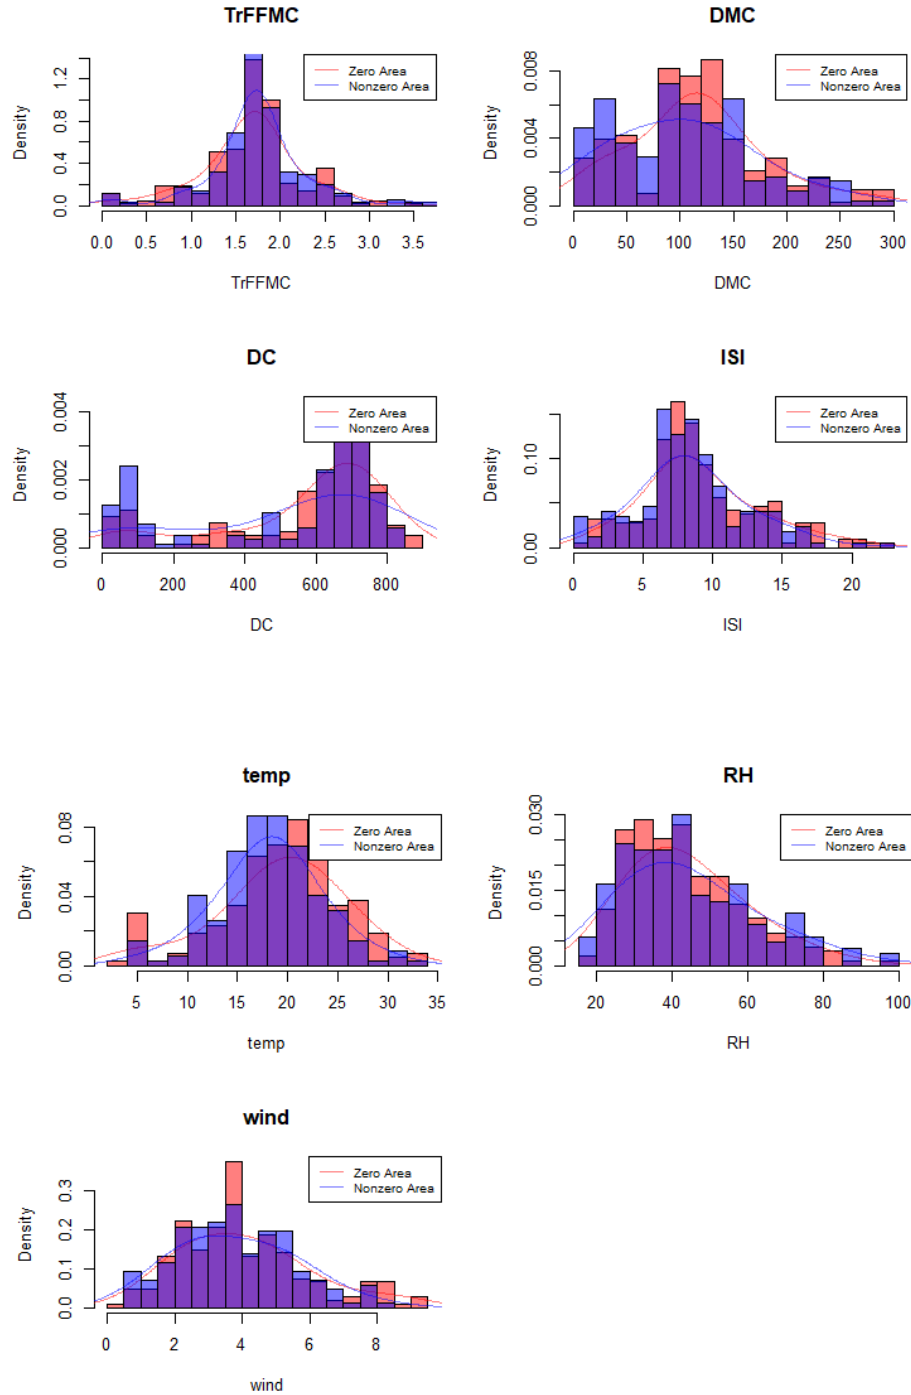 TrFFMC
Density
0.0 0.4 0.8 1.2
Zero Area
Nonzero Area
0.0 0.5 1.0 1.5 2.0 2.5 3.0 3.5
TrFFMC
DMC
Density
0.000 0.004 0.008
Zero Area
Nonzero Area
0 50 100 150 200 250 300
DMC
DC
Density
0.000 0.002 0.004
Zero Area
Nonzero Area
0 200 400 600 800
DC
ISI
Density
0.00 0.10
Zero Area
Nonzero Area
0 5 10 15 20
ISI
temp
Density
0.00 0.04 0.08
Zero Area
Nonzero Area
5 10 15 20 25 30 35
temp
RH
Density
0.000 0.015 0.030
Zero Area
Nonzero Area
20 40 60 80 100
RH
wind
Density
0.0 0.1 0.2 0.3
Zero Area
Nonzero Area
0 2 4 6 8
wind